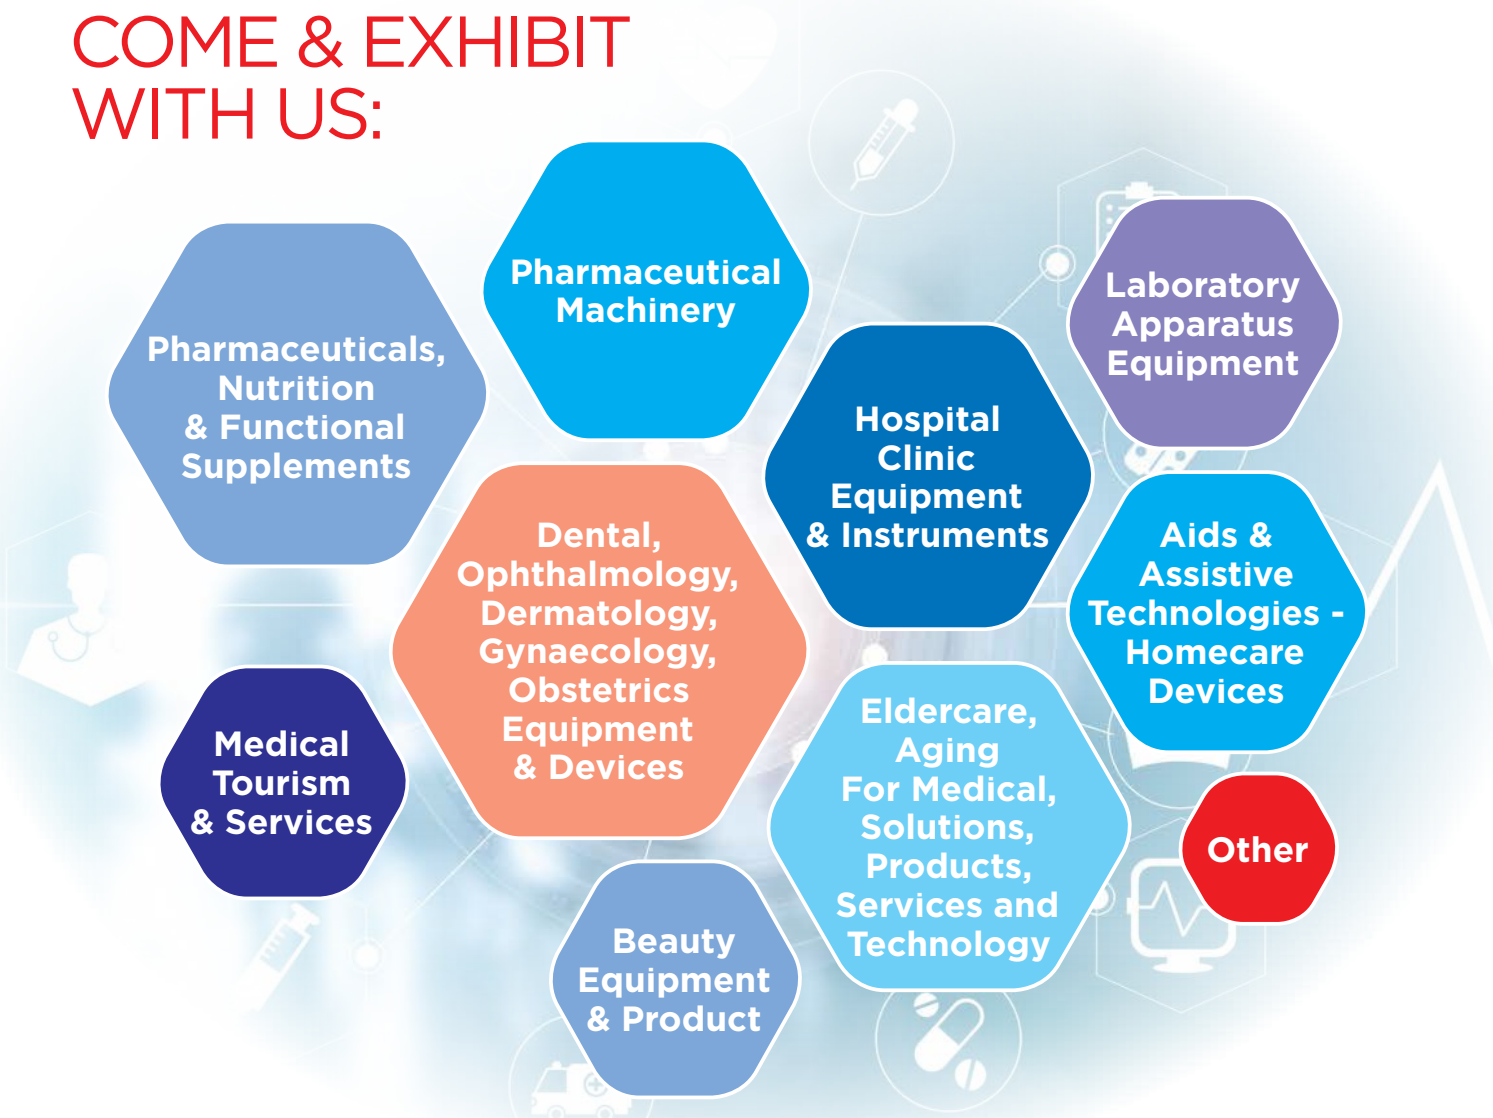 COME & EXHIBIT
WITH US:
Pharmaceuticals,
Nutrition
& Functional
Supplements
Pharmaceutical
Machinery
Laboratory
Apparatus
Equipment
Hospital
Clinic
Equipment
& Instruments
Dental,
Ophthalmology,
Dermatology,
Gynaecology,
Obstetrics
Equipment
& Devices
Aids &
Assistive
Technologies -
Homecare
Devices
Medical
Tourism
& Services
Eldercare,
Aging
For Medical,
Solutions,
Products,
Services and
Technology
Other
Beauty
Equipment
& Product